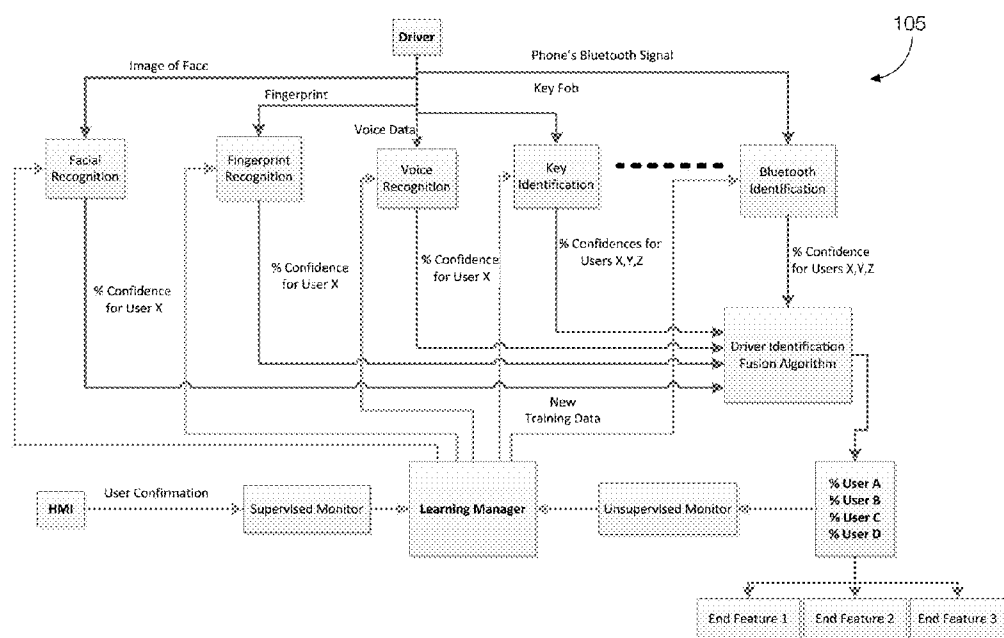 105
Driver
Phone's Bluetooth Signal
Image of Face
Key Fob
Fingerprint
Voice Data
Facial
Recognition
Fingerprint
Recognition
Voice
Recognition
Key
Identification
Bluetooth
Identification
% Confidence
for User X
% Confidence
for User X
% Confidence
for User X
% Confidences for
Users X,Y,Z
% Confidence
for Users X,Y,Z
Driver Identification
Fusion Algorithm
New
Training Data
HMI
User Confirmation
Supervised Monitor
Learning Manager
Unsupervised Monitor
% User A
% User B
% User C
% User D
End Feature 1
End Feature 2
End Feature 3